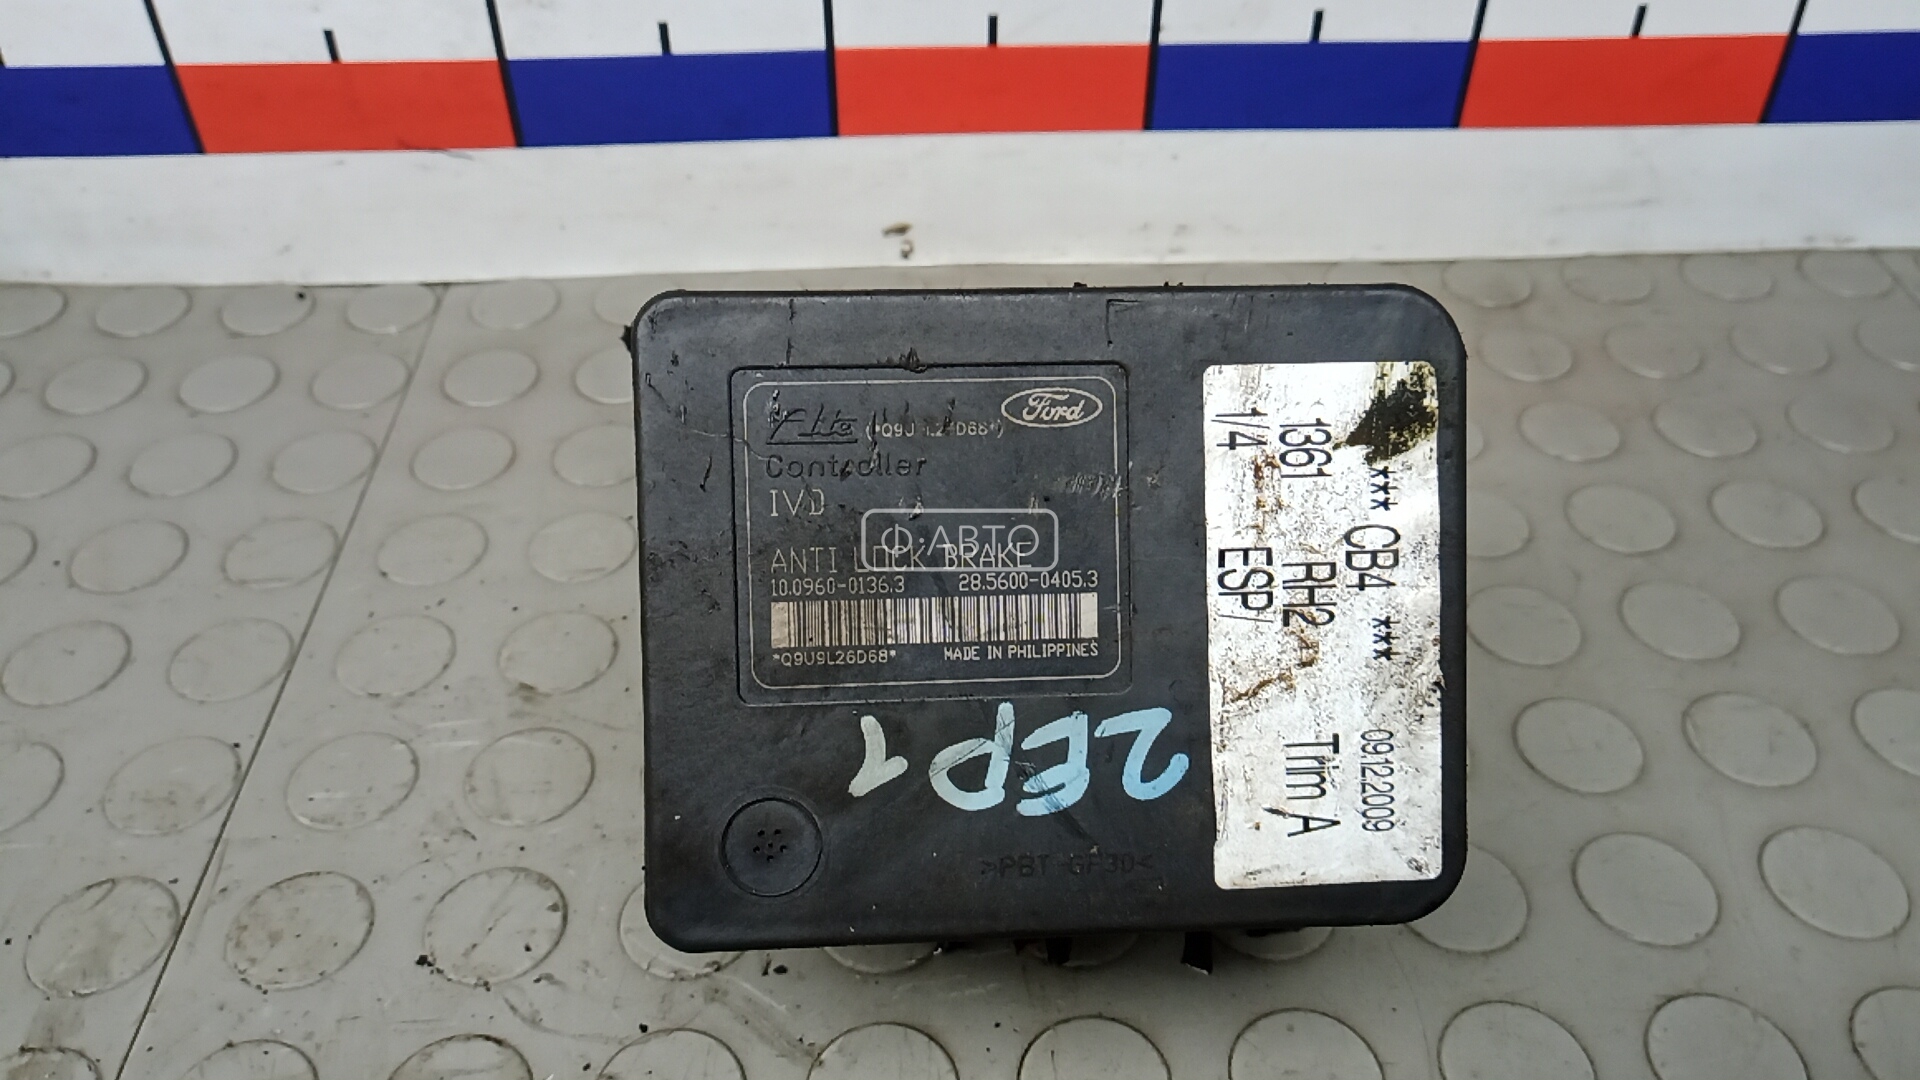 Ford
Controller
IVD
ANTI LOCK BRAKE
10.0960-0136.3 28.5600-0405.3
*Q9U9L26D68* MADE IN PHILIPPINES
Ф·АВТО
2EP1
*** CB4 *** 09.12.2009
1361 RH2 Trim A
1/4 ESP/
>PBT-GF30<